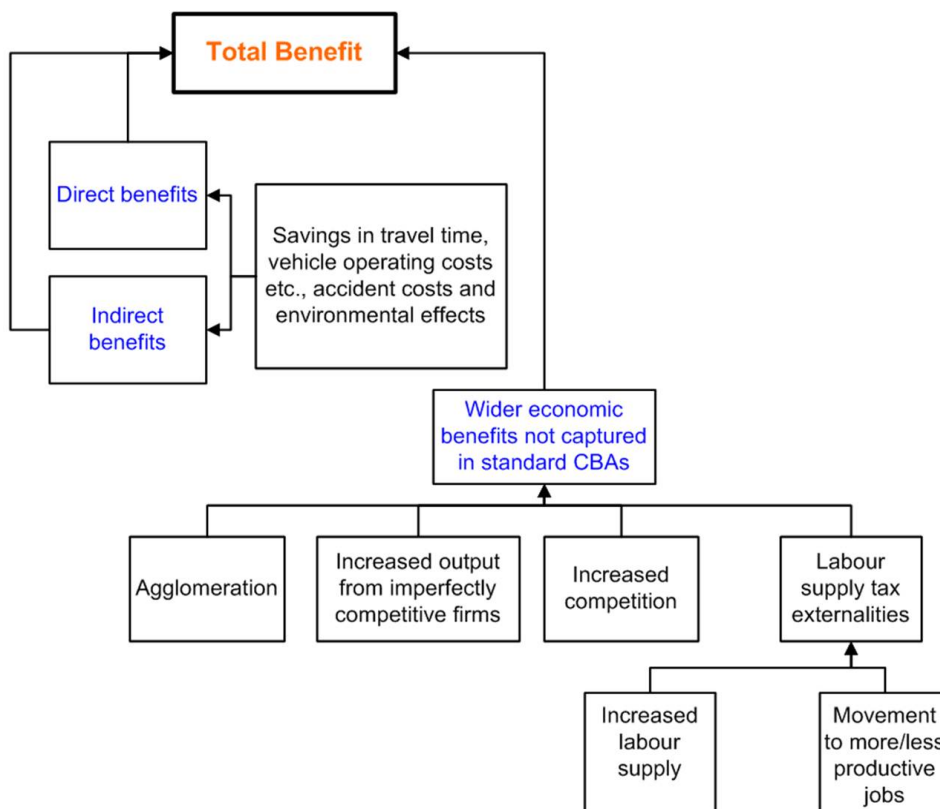 Total Benefit
Direct benefits
Savings in travel time,
vehicle operating costs
etc., accident costs and
environmental effects
Indirect
benefits
Wider economic
benefits not captured
in standard CBAs
Agglomeration
Increased output
from imperfectly
competitive firms
Increased
competition
Labour
supply tax
externalities
Increased
labour
supply
Movement
to more/less
productive
jobs